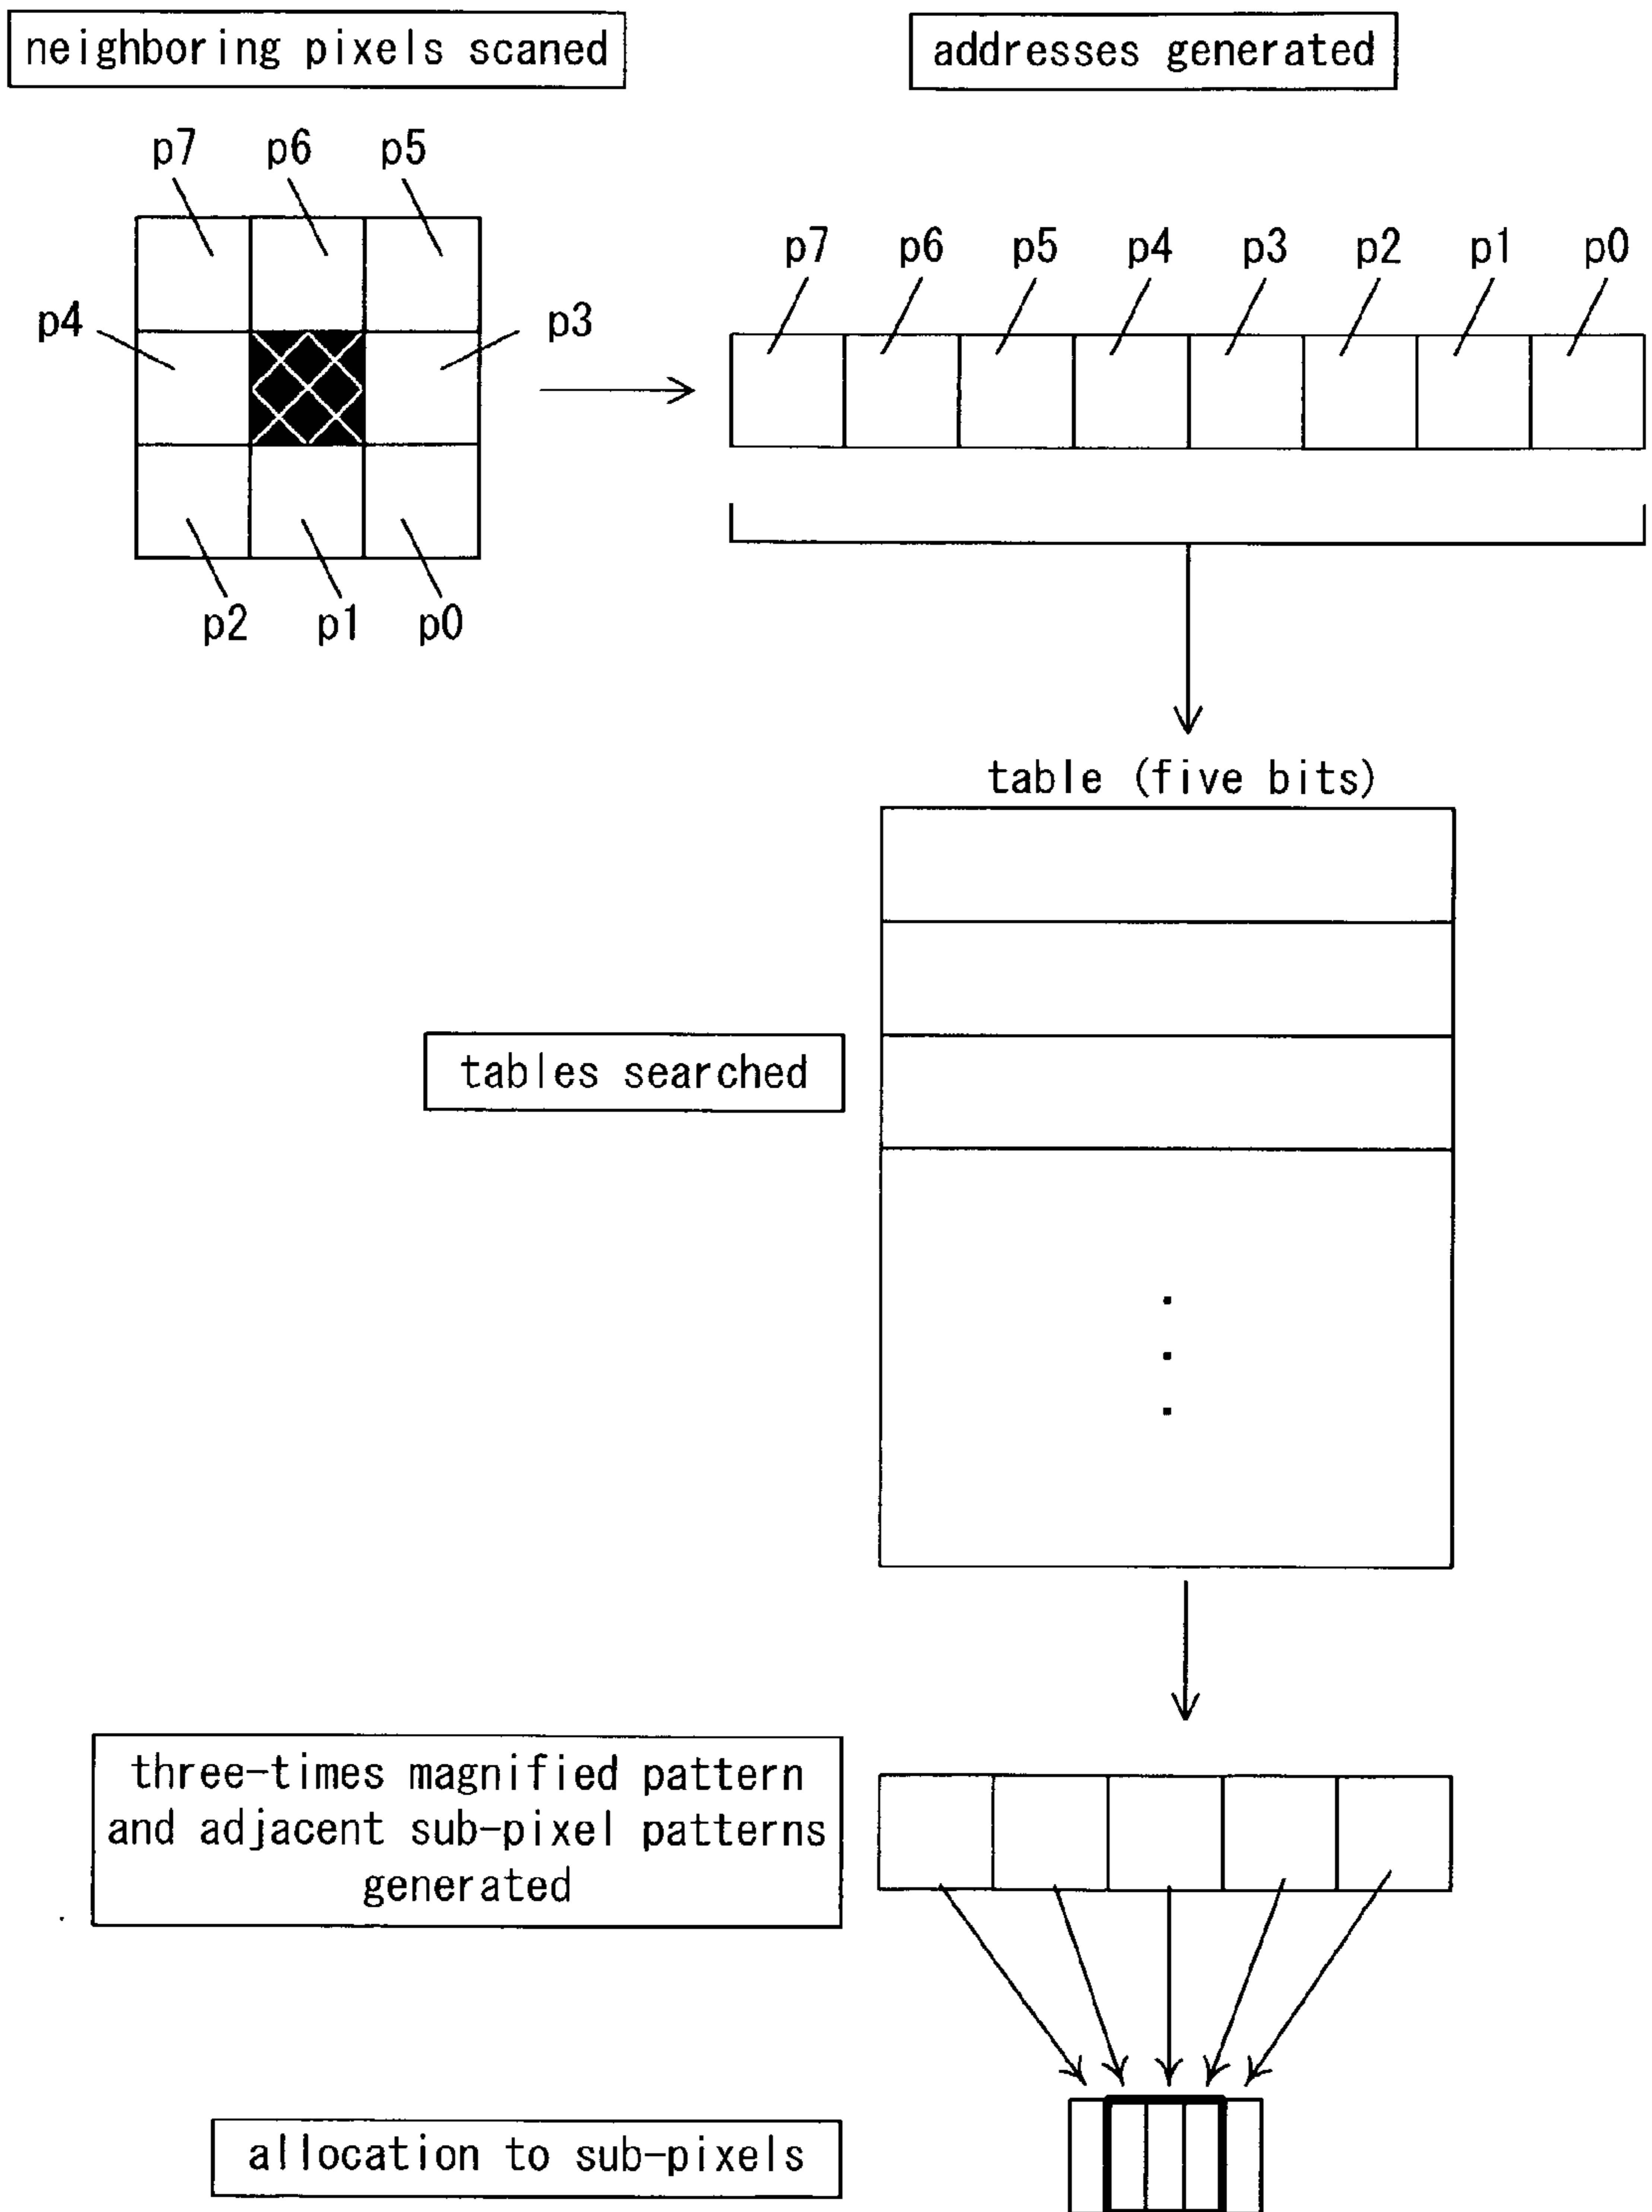 neighboring pixels scaned
addresses generated
p7 p6 p5
p4 p3
p2 p1 p0
p7 p6 p5 p4 p3 p2 p1 p0
table (five bits)
tables searched
three-times magnified pattern
and adjacent sub-pixel patterns
generated
allocation to sub-pixels